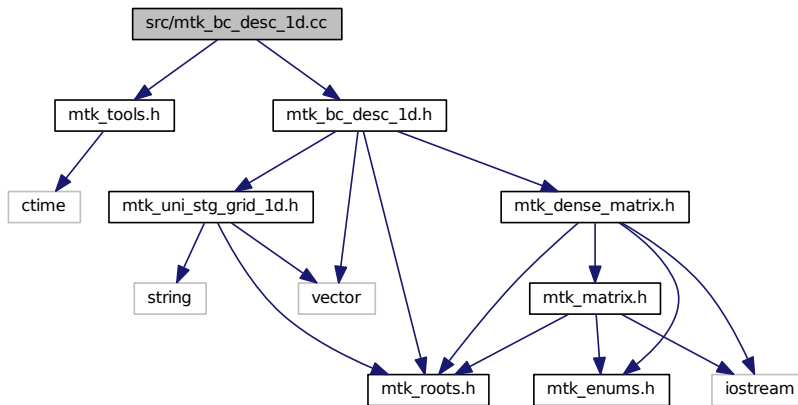 src/mtk_bc_desc_1d.cc
mtk_tools.h
mtk_bc_desc_1d.h
ctime
mtk_uni_stg_grid_1d.h
mtk_dense_matrix.h
string
vector
mtk_matrix.h
mtk_roots.h
mtk_enums.h
iostream